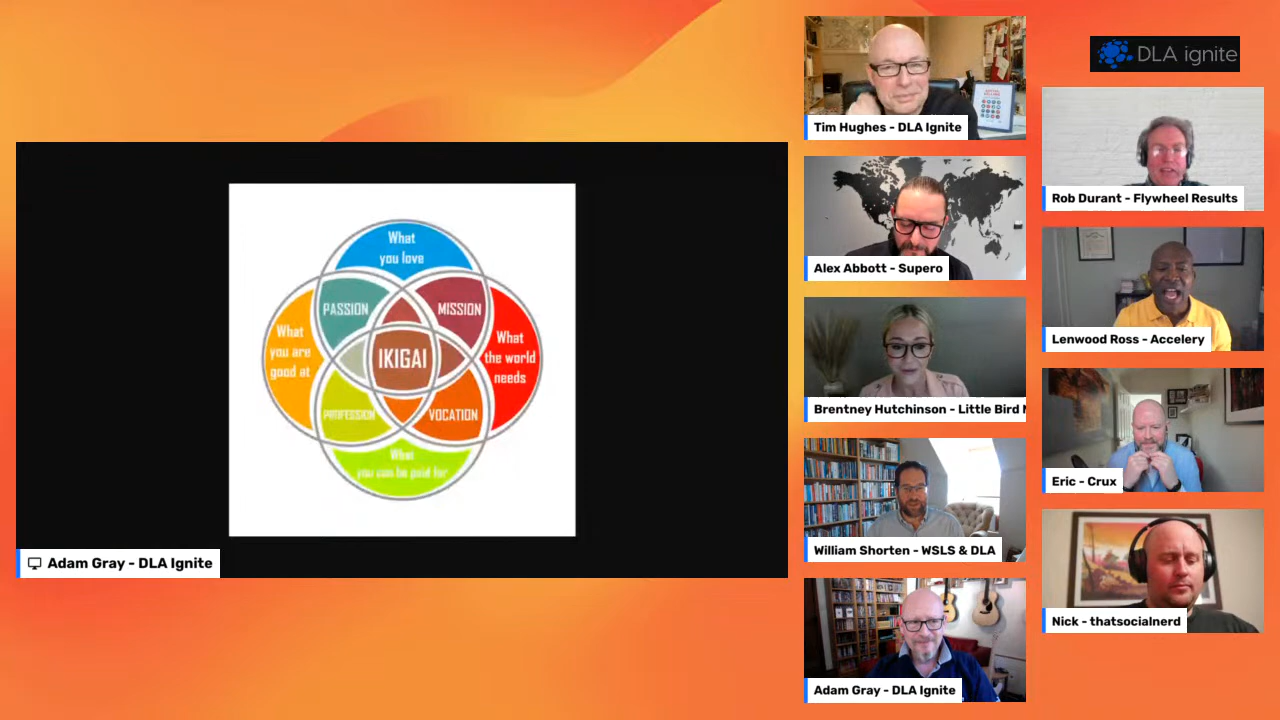 What
you love
PASSION
MISSION
What
you are
good at
IKIGAI
What
the world
needs
PROFESSION
VOCATION
What
you can be paid for
Adam Gray - DLA Ignite
Tim Hughes - DLA Ignite
Alex Abbott - Supero
Brentney Hutchinson - Little Bird
William Shorten - WSLS & DLA
Adam Gray - DLA Ignite
DLA ignite
Rob Durant - Flywheel Results
Lenwood Ross - Accelery
Eric - Crux
Nick - thatsocialnerd